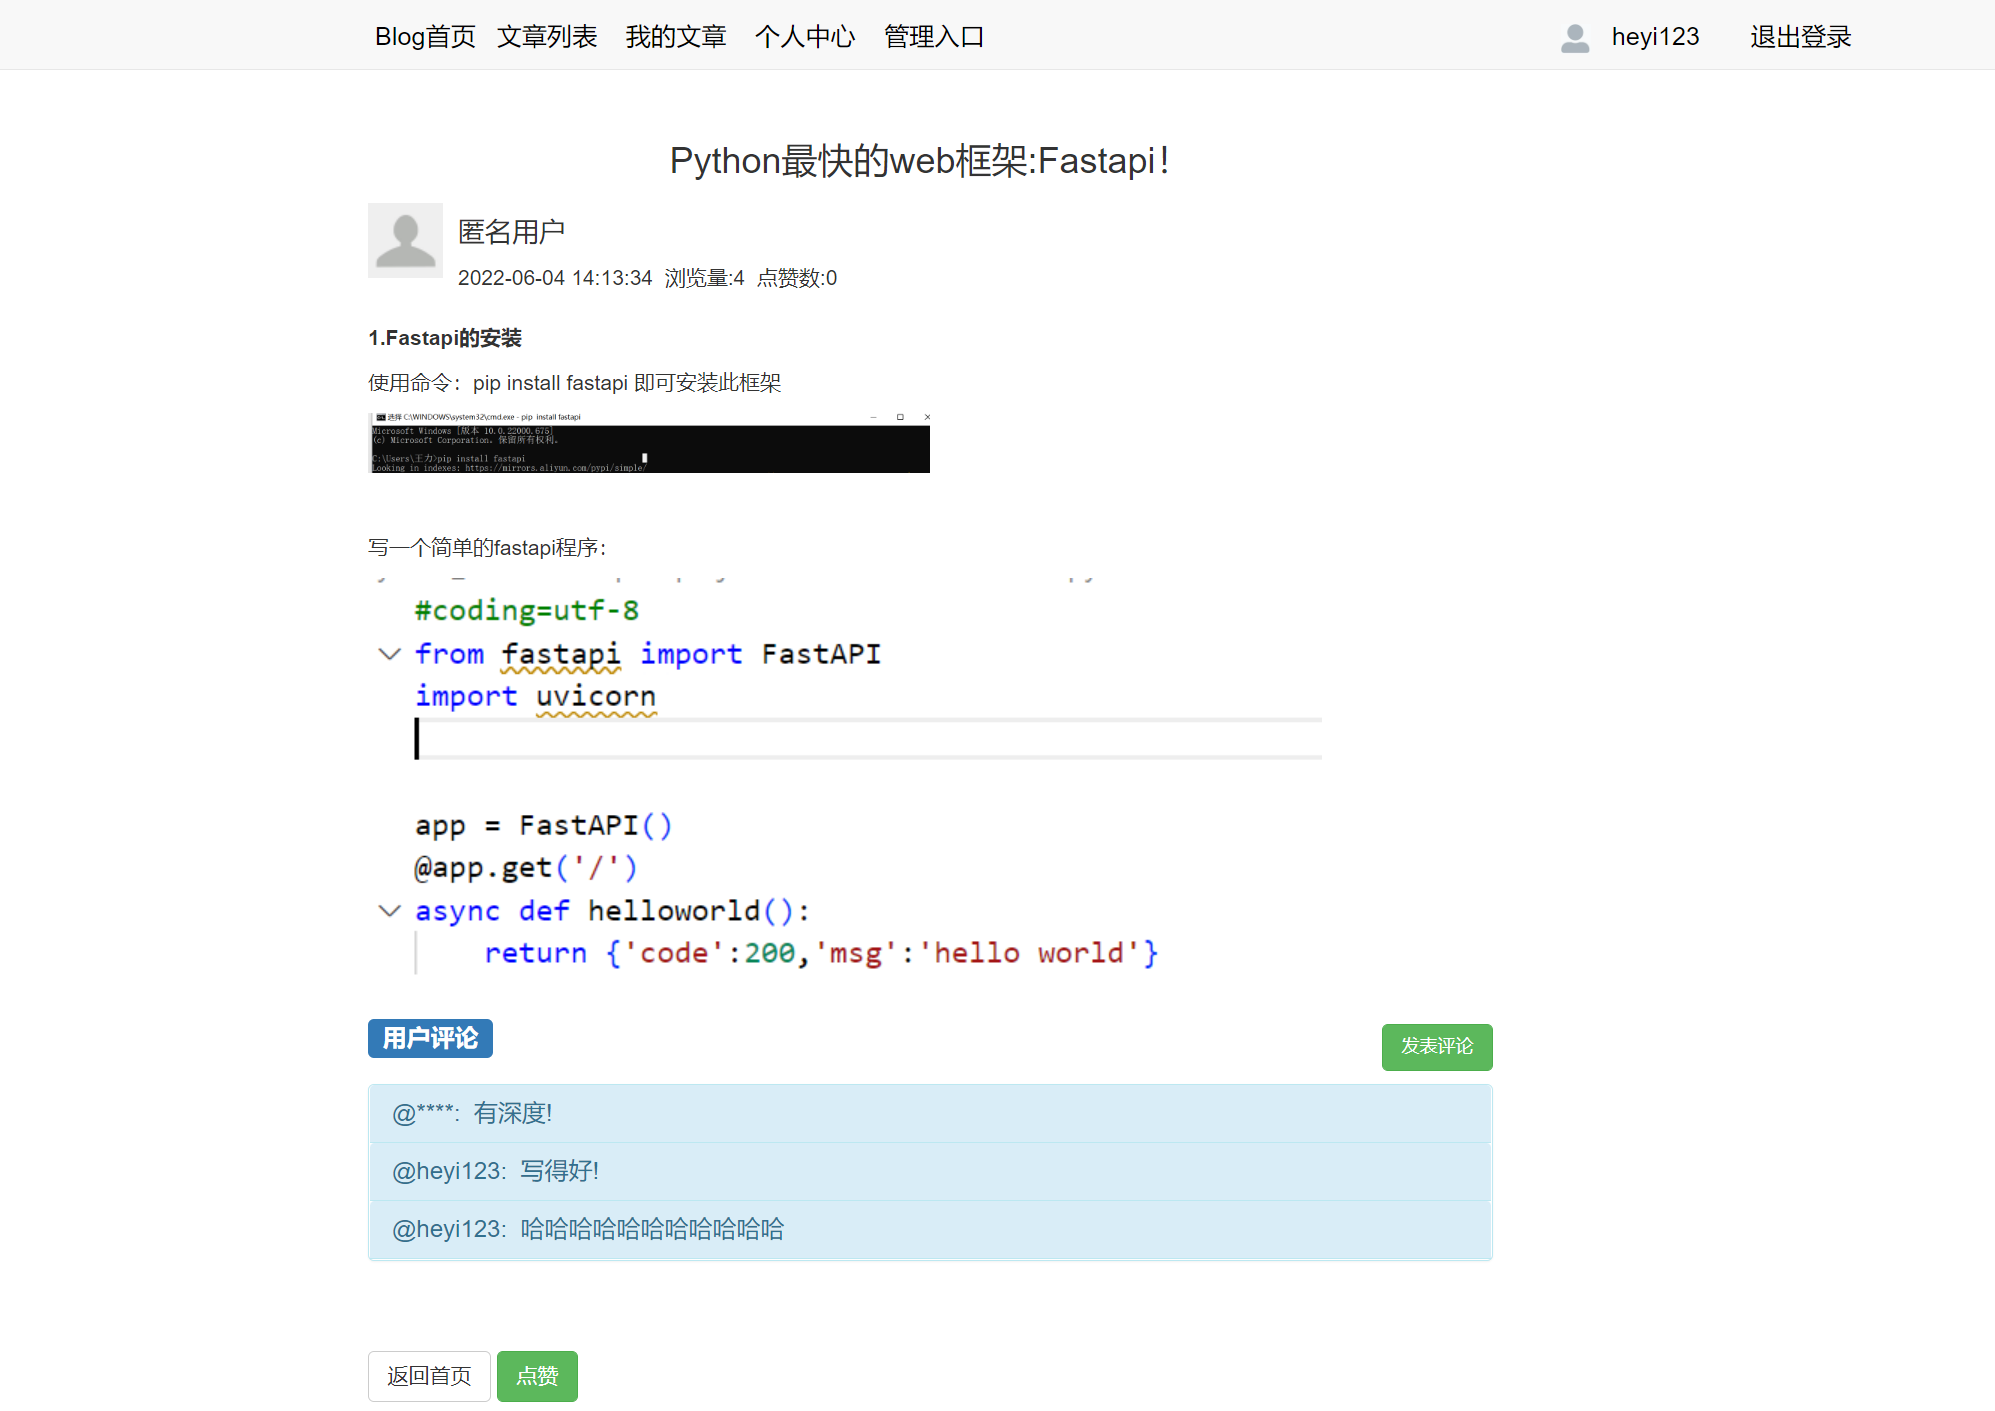 Blog首页 文章列表 我的文章 个人中心 管理入口 heyi123 退出登录
Python最快的web框架:Fastapi！
匿名用户
2022-06-04 14:13:34 浏览量:4 点赞数:0
1.Fastapi的安装
使用命令：pip install fastapi 即可安装此框架
选择 C:\WINDOWS\system32\cmd.exe - pip install fastapi
Microsoft Windows [版本 10.0.22000.675]
(c) Microsoft Corporation。保留所有权利。
C:\Users\王力>pip install fastapi
Looking in indexes: https://mirrors.aliyun.com/pypi/simple/
写一个简单的fastapi程序：
#coding=utf-8
from fastapi import FastAPI
import uvicorn
app = FastAPI()
@app.get('/')
async def helloworld():
    return {'code':200,'msg':'hello world'}
用户评论 发表评论
@****: 有深度!
@heyi123: 写得好!
@heyi123: 哈哈哈哈哈哈哈哈哈哈哈
返回首页 点赞